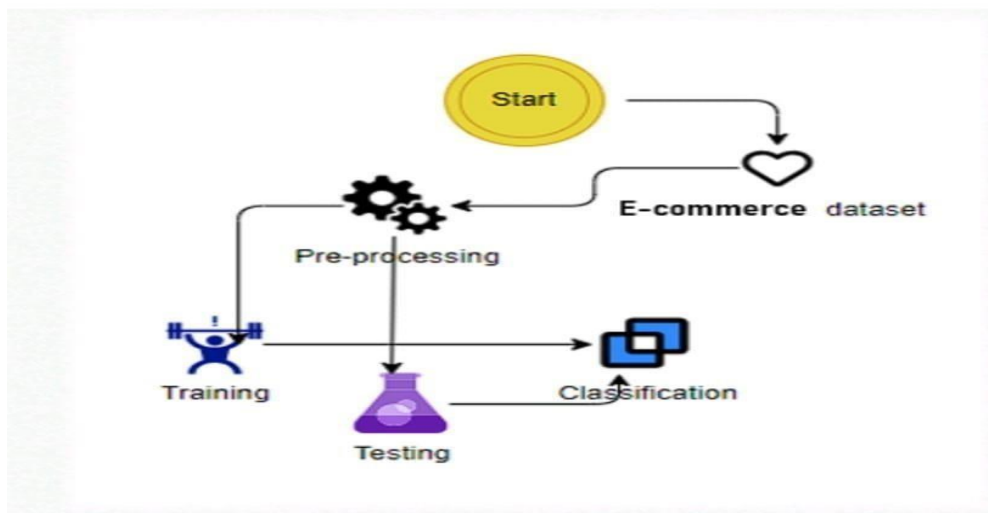 Start
E-commerce dataset
Pre-processing
Training
Classification
Testing